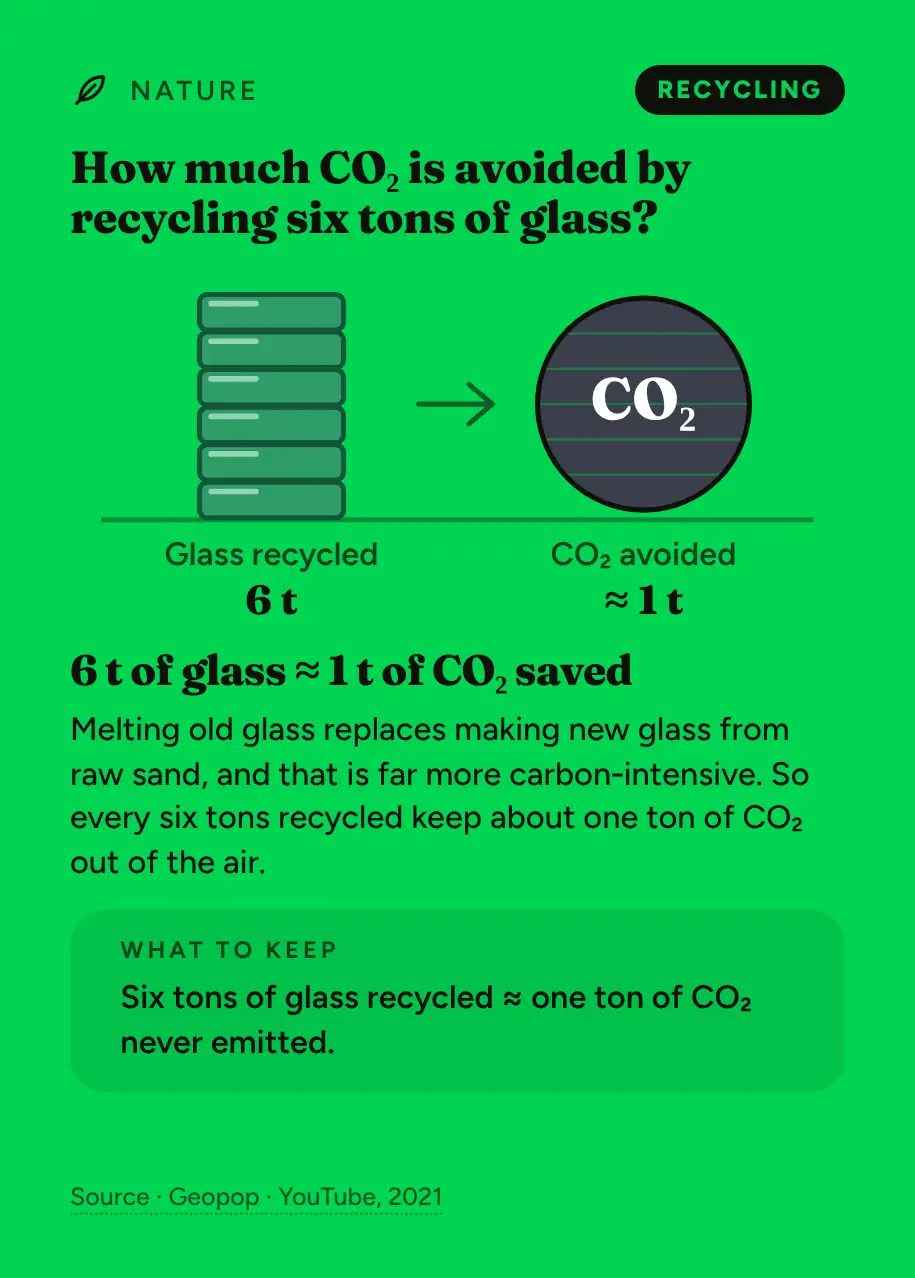 NATURE
RECYCLING
How much CO₂ is avoided by
recycling six tons of glass?
CO₂
Glass recycled
6 t
CO₂ avoided
≈ 1 t
6 t of glass ≈ 1 t of CO₂ saved
Melting old glass replaces making new glass from
raw sand, and that is far more carbon-intensive. So
every six tons recycled keep about one ton of CO₂
out of the air.
WHAT TO KEEP
Six tons of glass recycled ≈ one ton of CO₂
never emitted.
Source · Geopop · YouTube, 2021